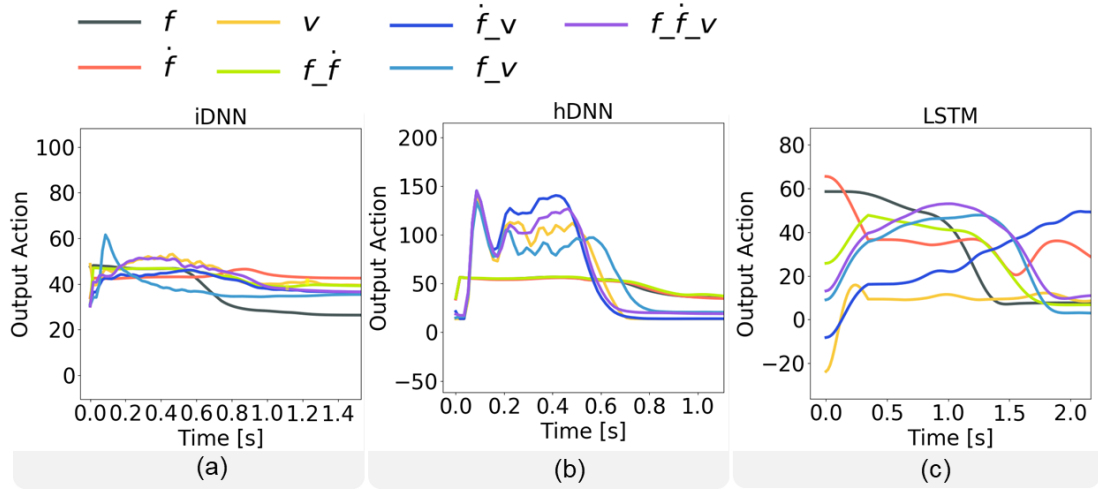 f v ḟ_v f_ḟ_v
ḟ f_ḟ f_v
iDNN hDNN LSTM
Output Action
100
80
60
40
20
0
0.0 0.2 0.4 0.6 0.8 1.0 1.2 1.4
Time [s]
(a)
Output Action
200
150
100
50
0
−50
0.0 0.2 0.4 0.6 0.8 1.0
Time [s]
(b)
Output Action
80
60
40
20
0
−20
0.0 0.5 1.0 1.5 2.0
Time [s]
(c)